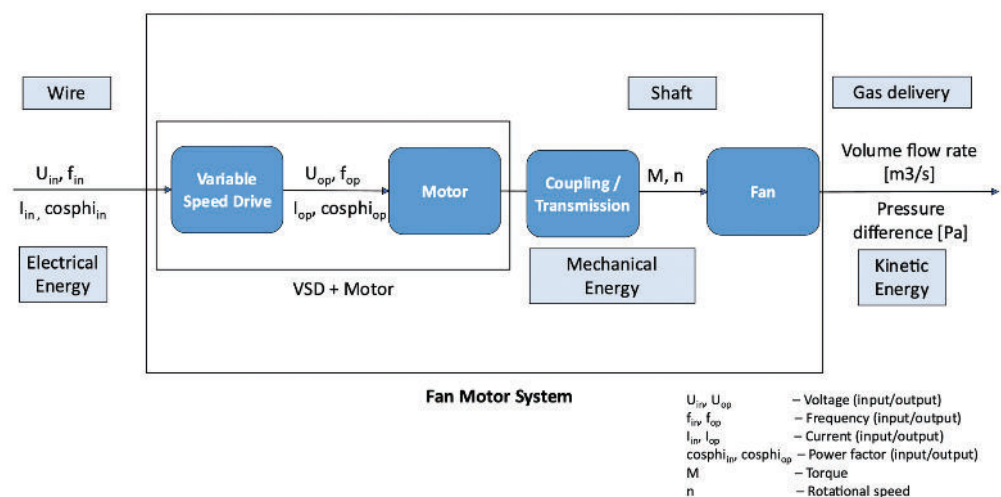 Wire
Shaft
Gas delivery
U_in, f_in
I_in, cosphi_in
Variable
Speed Drive
U_op, f_op
I_op, cosphi_op
Motor
Coupling /
Transmission
M, n
Fan
Volume flow rate
[m3/s]
Pressure
difference [Pa]
Electrical
Energy
VSD + Motor
Mechanical
Energy
Kinetic
Energy
Fan Motor System
U_in, U_op – Voltage (input/output)
f_in, f_op – Frequency (input/output)
I_in, I_op – Current (input/output)
cosphi_in, cosphi_op – Power factor (input/output)
M – Torque
n – Rotational speed